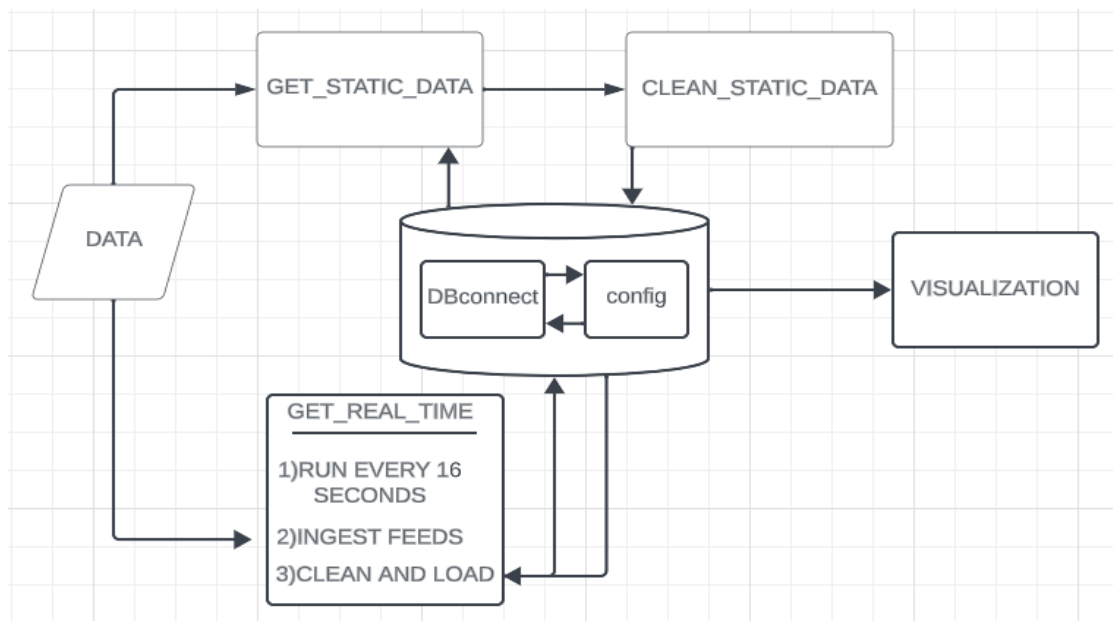 GET_STATIC_DATA
CLEAN_STATIC_DATA
DATA
DBconnect
config
VISUALIZATION
GET_REAL_TIME
1)RUN EVERY 16
SECONDS
2)INGEST FEEDS
3)CLEAN AND LOAD